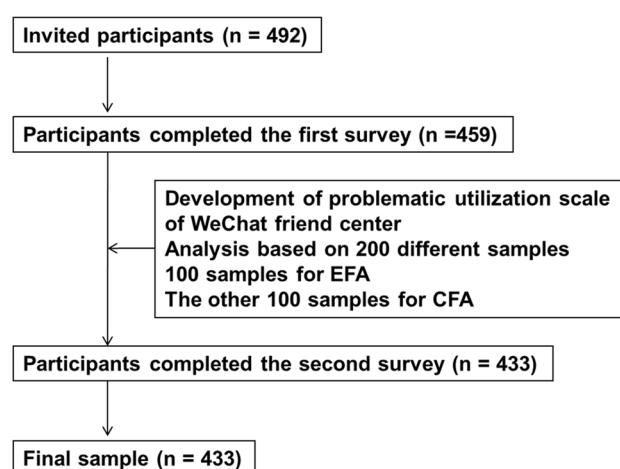 Invited participants (n = 492)
Participants completed the first survey (n =459)
Development of problematic utilization scale
of WeChat friend center
Analysis based on 200 different samples
100 samples for EFA
The other 100 samples for CFA
Participants completed the second survey (n = 433)
Final sample (n = 433)